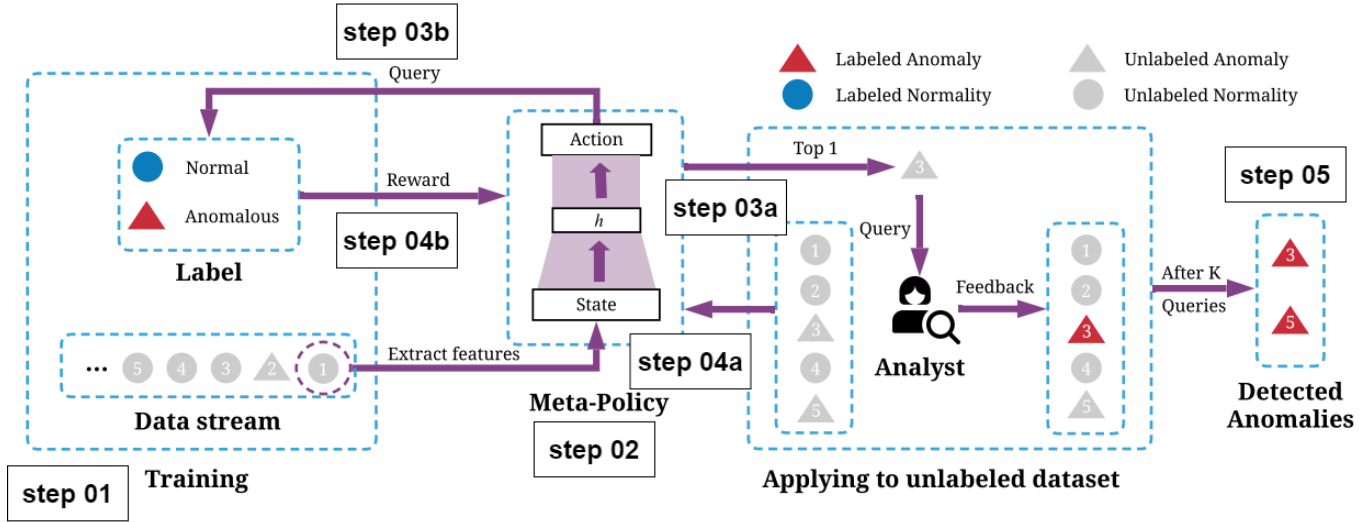 step 03b
Query
Labeled Anomaly
Unlabeled Anomaly
Labeled Normality
Unlabeled Normality
Normal
Anomalous
Label
Reward
step 04b
Action
h
State
Top 1
3
step 03a
Query
step 05
1
2
3
4
5
Feedback
Analyst
1
2
3
4
5
After K
Queries
3
5
Detected
Anomalies
... 5 4 3 2 1
Data stream
Extract features
step 04a
Meta-Policy
step 02
step 01
Training
Applying to unlabeled dataset